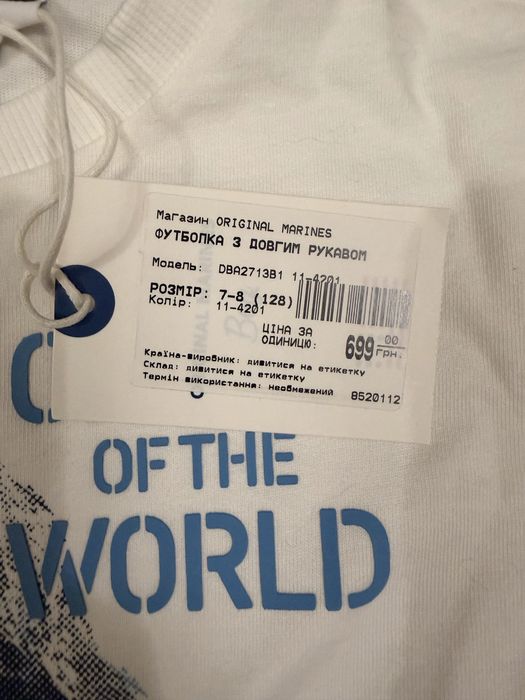 Магазин ORIGINAL MARINES
ФУТБОЛКА З ДОВГИМ РУКАВОМ
Модель: DBA2713B1 11-4201
РОЗМІР: 7-8 (128)
Колір: 11-4201
ЦІНА ЗА
ОДИНИЦЮ: 699 00 грн.
Країна-виробник: дивитися на етикетку
Склад: дивитися на етикетку
Термін використання: необмежений 8520112
OF THE
WORLD